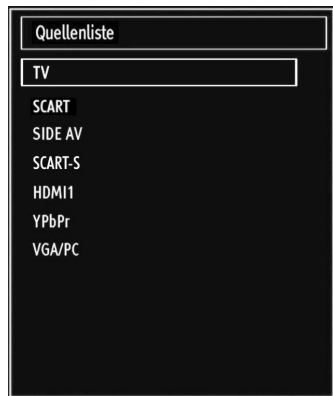 Quellenliste
TV
SCART
SIDE AV
SCART-S
HDMI1
YPbPr
VGA/PC